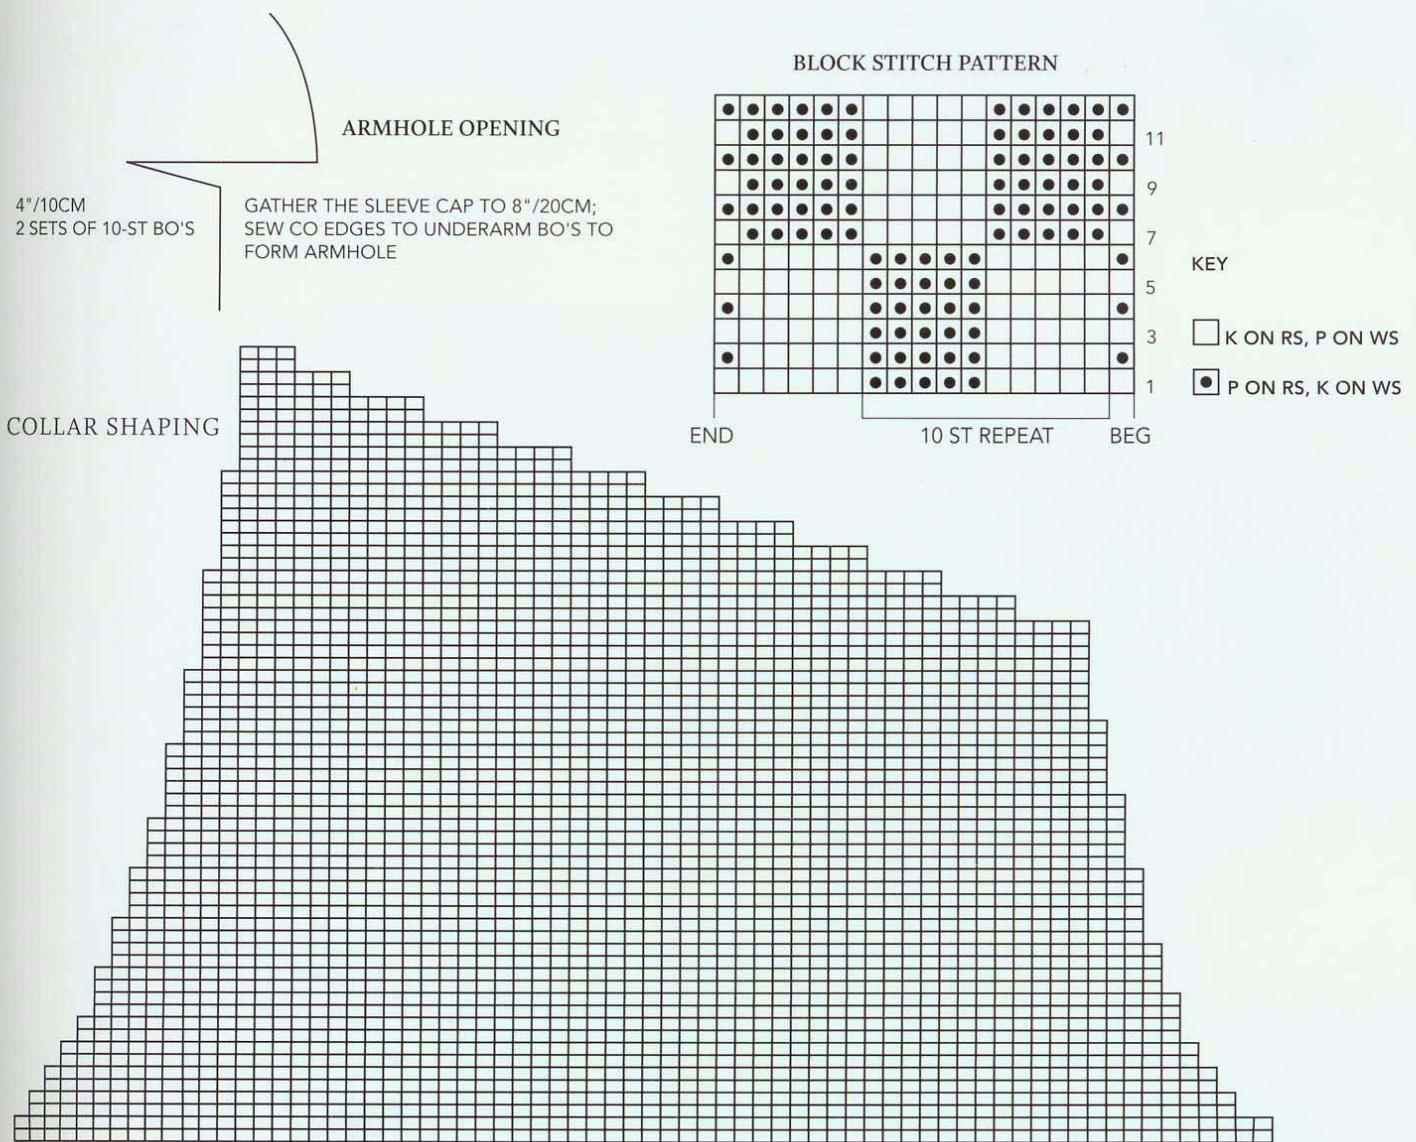 BLOCK STITCH PATTERN
ARMHOLE OPENING
4"/10CM
2 SETS OF 10-ST BO'S
GATHER THE SLEEVE CAP TO 8"/20CM;
SEW CO EDGES TO UNDERARM BO'S TO
FORM ARMHOLE
11
9
7
5
3
1
KEY
K ON RS, P ON WS
P ON RS, K ON WS
END
10 ST REPEAT
BEG
COLLAR SHAPING